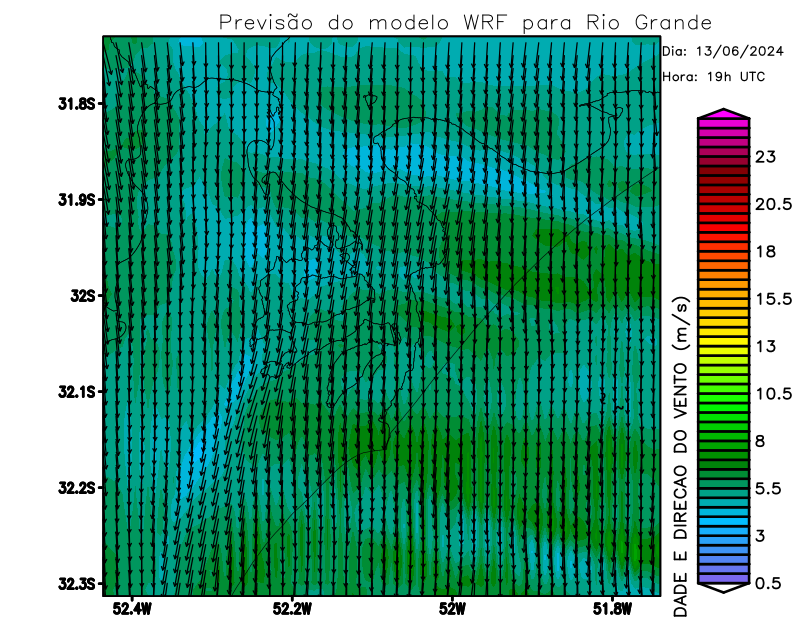 Previsão do modelo WRF para Rio Grande
Dia: 13/06/2024
Hora: 19h UTC
31.8S
31.9S
32S
32.1S
32.2S
32.3S
52.4W
52.2W
52W
51.8W
23
20.5
18
15.5
13
10.5
8
5.5
3
0.5
DADE E DIRECAO DO VENTO (m/s)